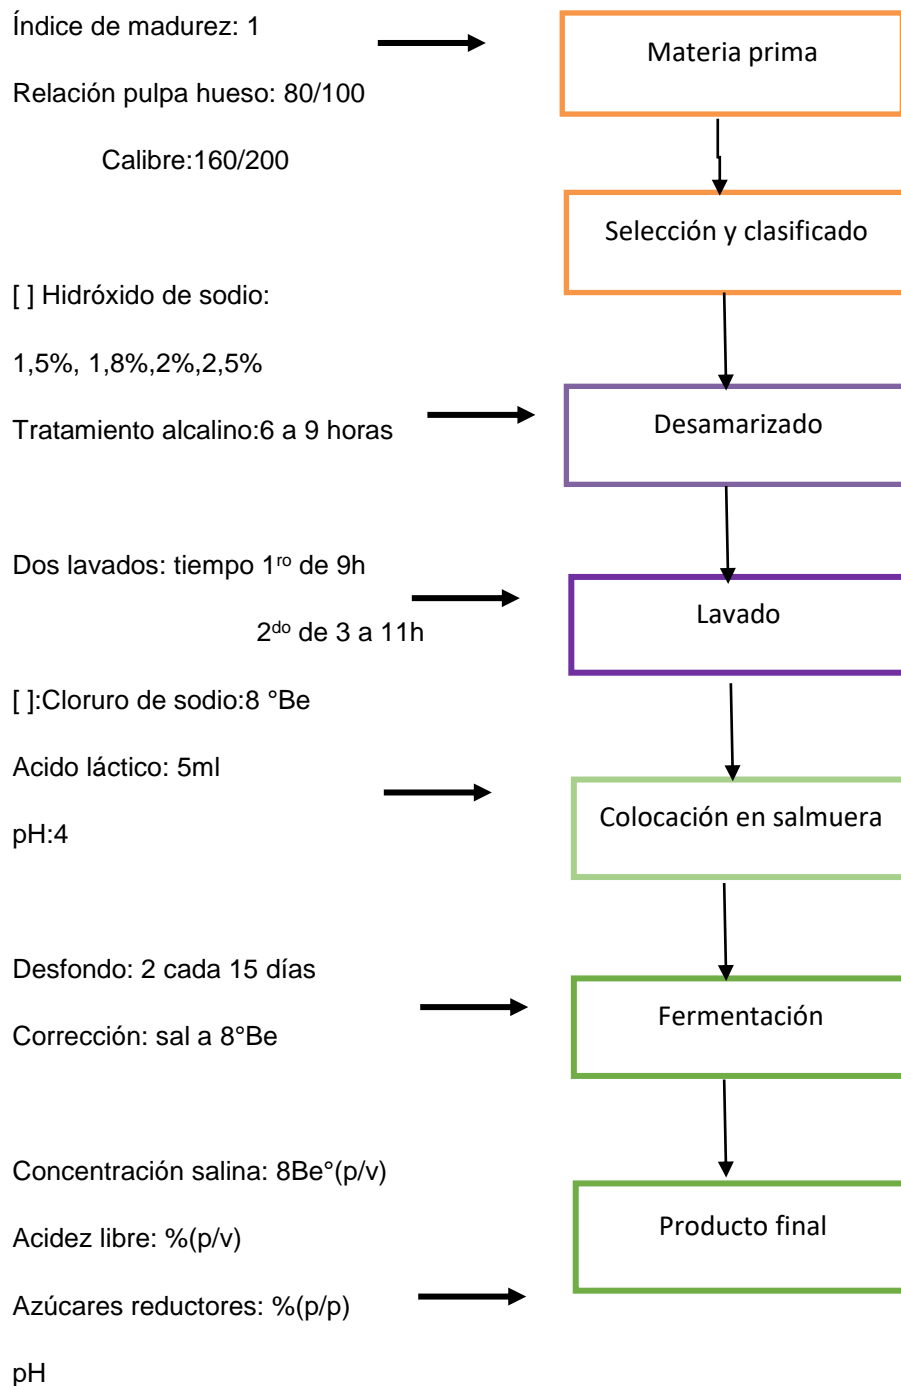 Índice de madurez: 1
Materia prima
Relación pulpa hueso: 80/100
Calibre:160/200
Selección y clasificado
[ ] Hidróxido de sodio:
1,5%, 1,8%,2%,2,5%
Tratamiento alcalino:6 a 9 horas
Desamarizado
Dos lavados: tiempo 1ro de 9h
2do de 3 a 11h
Lavado
[ ]:Cloruro de sodio:8 °Be
Acido láctico: 5ml
pH:4
Colocación en salmuera
Desfondo: 2 cada 15 días
Corrección: sal a 8°Be
Fermentación
Concentración salina: 8Be°(p/v)
Acidez libre: %(p/v)
Azúcares reductores: %(p/p)
pH
Producto final